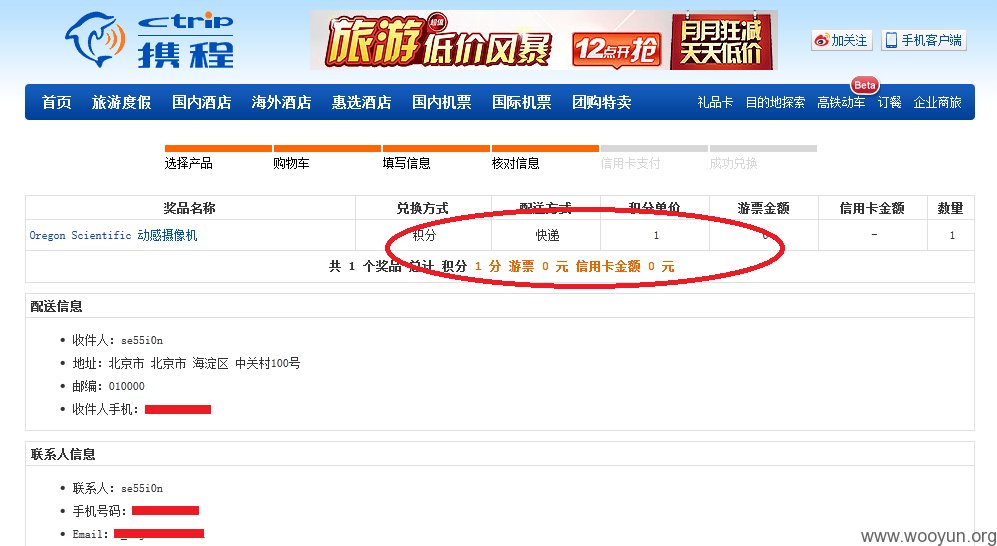 ctrip
携程
旅游超值低价风暴 12点开抢 月月狂减
天天低价
加关注 手机客户端
首页 旅游度假 国内酒店 海外酒店 惠选酒店 国内机票 国际机票 团购特卖 礼品卡 目的地探索 高铁动车 Beta 订餐 企业商旅
选择产品 购物车 填写信息 核对信息 信用卡支付 成功兑换
奖品名称 兑换方式 配送方式 积分单价 游票金额 信用卡金额 数量
Oregon Scientific 动感摄像机 积分 快递 1 0 - 1
共 1 个奖品 总计 积分 1 分 游票 0 元 信用卡金额 0 元
配送信息
• 收件人: se55i0n
• 地址: 北京市 北京市 海淀区 中关村100号
• 邮编: 010000
• 收件人手机:
联系人信息
• 联系人: se55i0n
• 手机号码:
• Email:
www.wooyun.org